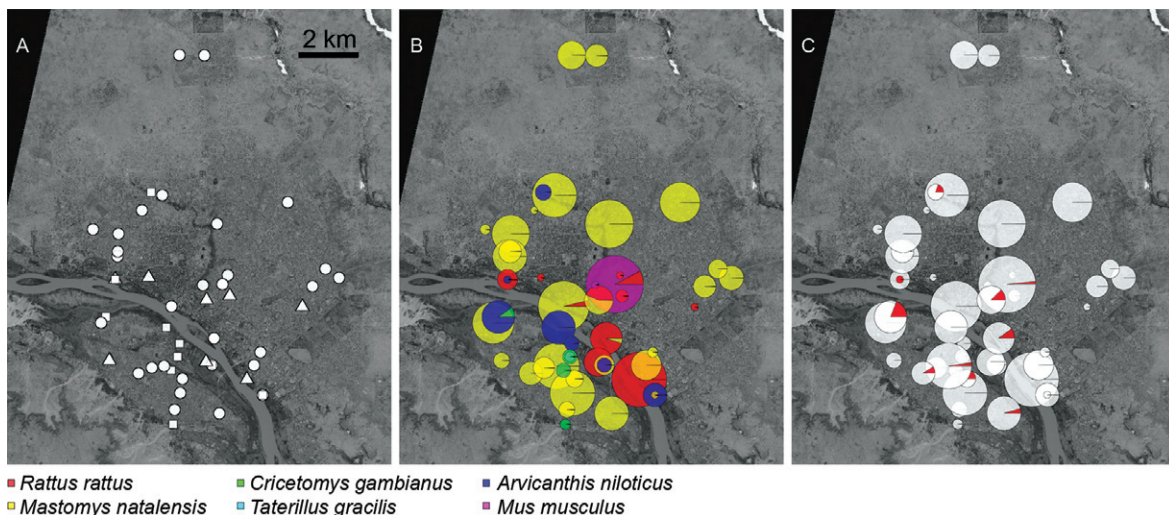 A
2 km
B
C
Rattus rattus
Cricetomys gambianus
Arvicanthis niloticus
Mastomys natalensis
Taterillus gracilis
Mus musculus